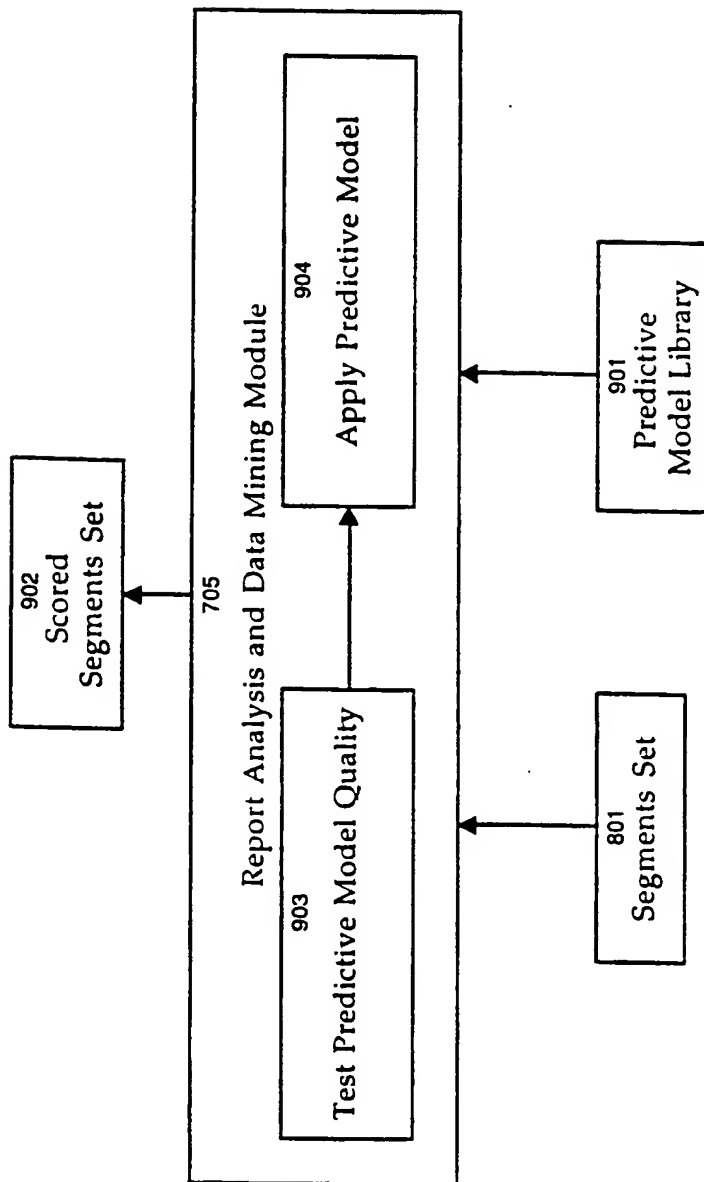 902
Scored
Segments Set
705
Report Analysis and Data Mining Module
903
Test Predictive Model Quality
904
Apply Predictive Model
801
Segments Set
901
Predictive
Model Library